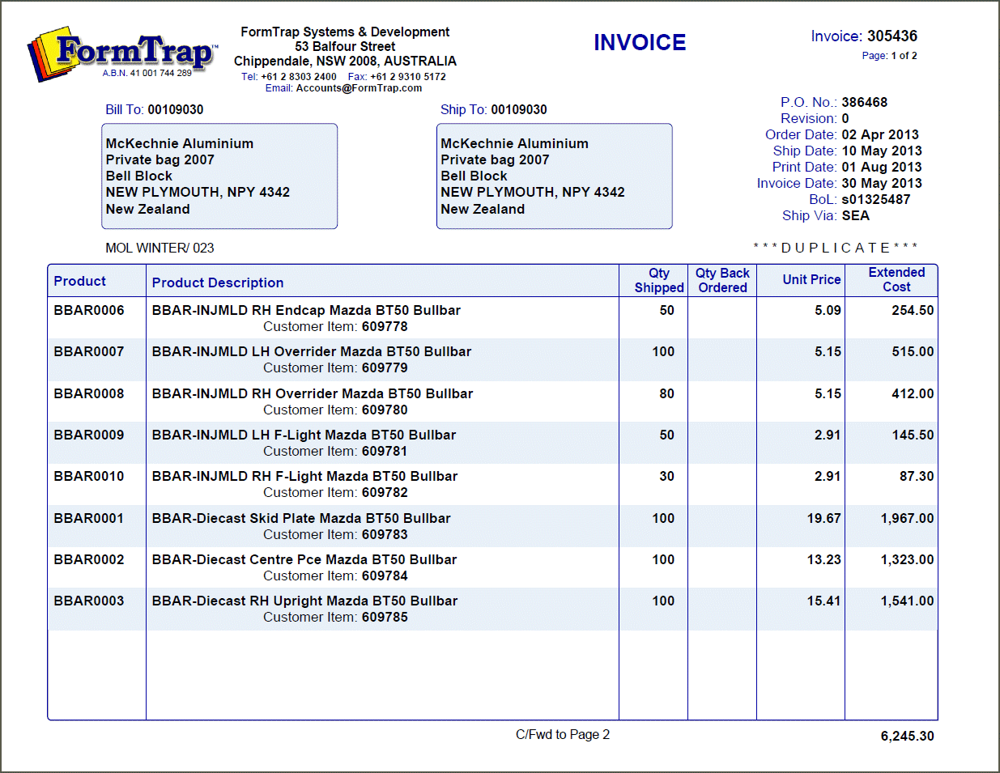 FormTrap™
A.B.N. 41 001 744 289
FormTrap Systems & Development
53 Balfour Street
Chippendale, NSW 2008, AUSTRALIA
Tel: +61 2 8303 2400 Fax: +61 2 9310 5172
Email: Accounts@FormTrap.com
INVOICE
Invoice: 305436
Page: 1 of 2
Bill To: 00109030
McKechnie Aluminium
Private bag 2007
Bell Block
NEW PLYMOUTH, NPY 4342
New Zealand
Ship To: 00109030
McKechnie Aluminium
Private bag 2007
Bell Block
NEW PLYMOUTH, NPY 4342
New Zealand
P.O. No.: 386468
Revision: 0
Order Date: 02 Apr 2013
Ship Date: 10 May 2013
Print Date: 01 Aug 2013
Invoice Date: 30 May 2013
BoL: s01325487
Ship Via: SEA
MOL WINTER/ 023
* * * D U P L I C A T E * * *
Product Product Description Qty Shipped Qty Back Ordered Unit Price Extended Cost
BBAR0006 BBAR-INJMLD RH Endcap Mazda BT50 Bullbar 50 5.09 254.50
Customer Item: 609778
BBAR0007 BBAR-INJMLD LH Overrider Mazda BT50 Bullbar 100 5.15 515.00
Customer Item: 609779
BBAR0008 BBAR-INJMLD RH Overrider Mazda BT50 Bullbar 80 5.15 412.00
Customer Item: 609780
BBAR0009 BBAR-INJMLD LH F-Light Mazda BT50 Bullbar 50 2.91 145.50
Customer Item: 609781
BBAR0010 BBAR-INJMLD RH F-Light Mazda BT50 Bullbar 30 2.91 87.30
Customer Item: 609782
BBAR0001 BBAR-Diecast Skid Plate Mazda BT50 Bullbar 100 19.67 1,967.00
Customer Item: 609783
BBAR0002 BBAR-Diecast Centre Pce Mazda BT50 Bullbar 100 13.23 1,323.00
Customer Item: 609784
BBAR0003 BBAR-Diecast RH Upright Mazda BT50 Bullbar 100 15.41 1,541.00
Customer Item: 609785
C/Fwd to Page 2 6,245.30